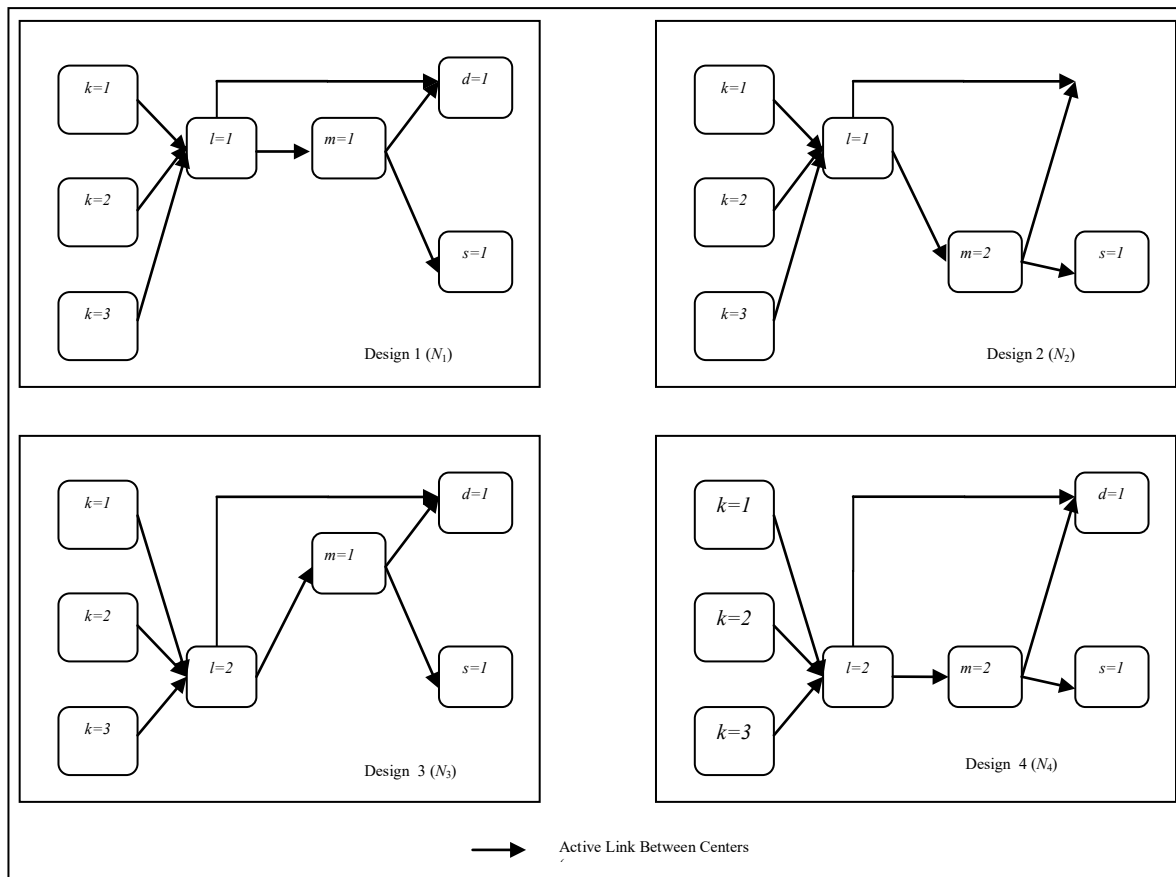 k=1
d=1
l=1
m=1
k=2
s=1
k=3
Design 1 (N1)
k=1
l=1
k=2
m=2
s=1
k=3
Design 2 (N2)
k=1
d=1
m=1
k=2
l=2
s=1
k=3
Design 3 (N3)
k=1
d=1
k=2
l=2
m=2
s=1
k=3
Design 4 (N4)
Active Link Between Centers